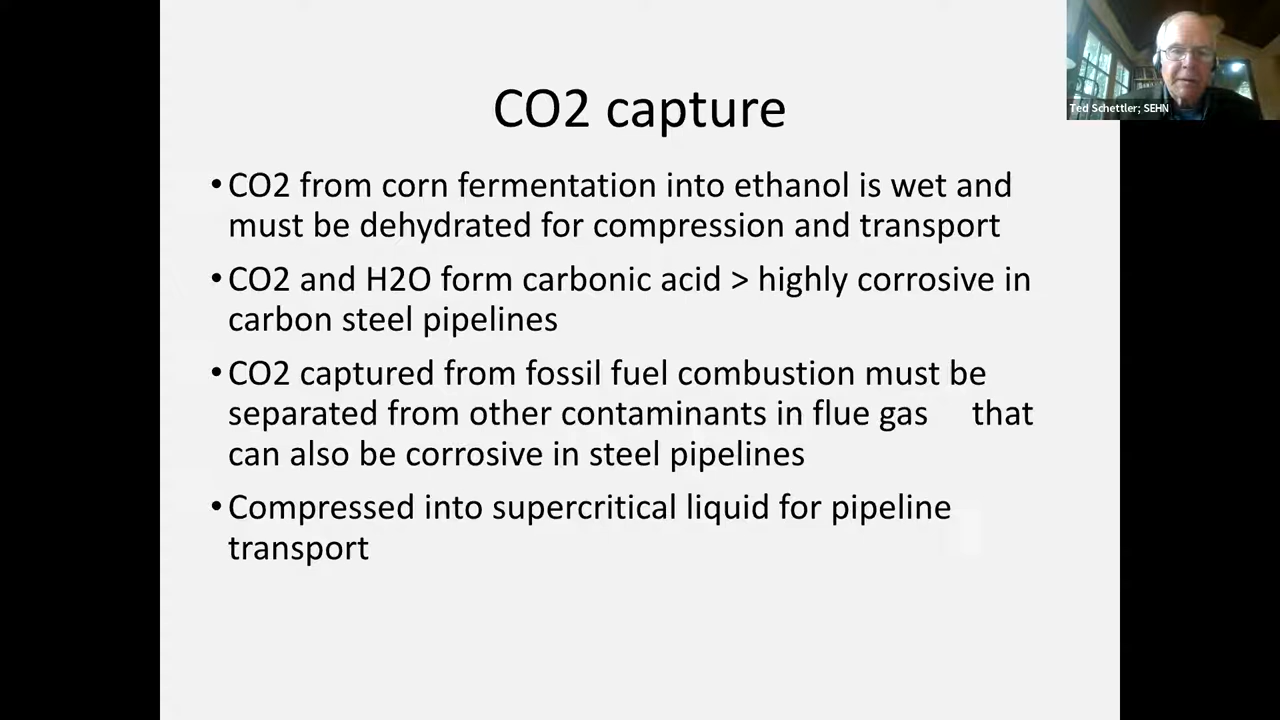 CO2 capture
Ted Schettler; SEHN
•CO2 from corn fermentation into ethanol is wet and
must be dehydrated for compression and transport
•CO2 and H2O form carbonic acid > highly corrosive in
carbon steel pipelines
•CO2 captured from fossil fuel combustion must be
separated from other contaminants in flue gas that
can also be corrosive in steel pipelines
•Compressed into supercritical liquid for pipeline
transport